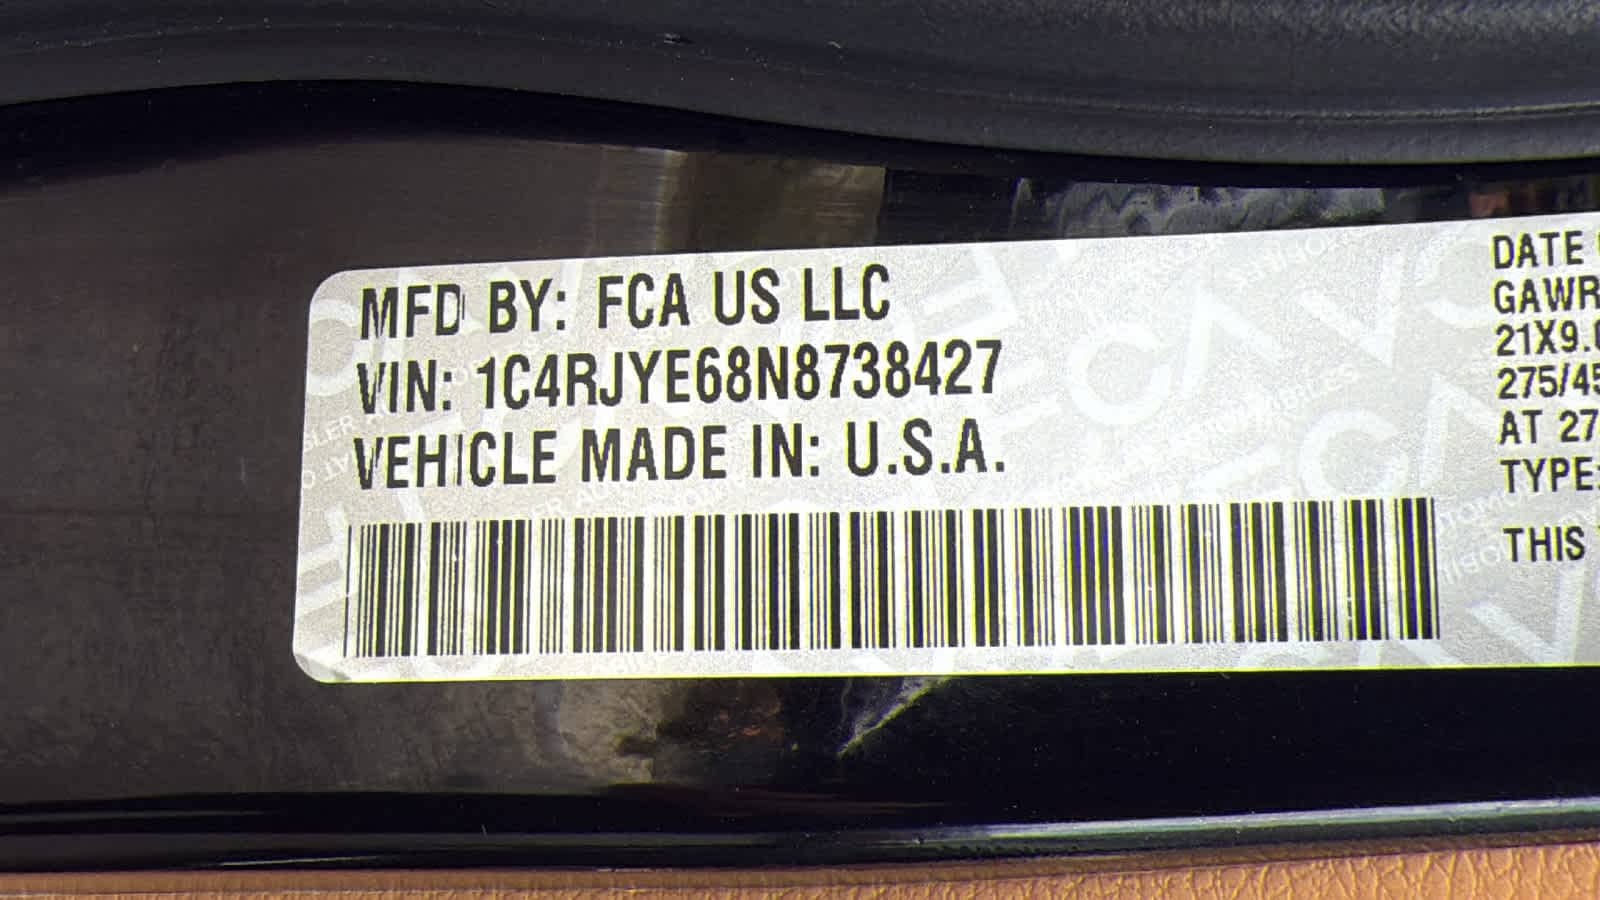 MFD BY: FCA US LLC
VIN: 1C4RJYE68N8738427
VEHICLE MADE IN: U.S.A.
DATE
GAWR
21X9.
275/45
AT 27
TYPE:
THIS